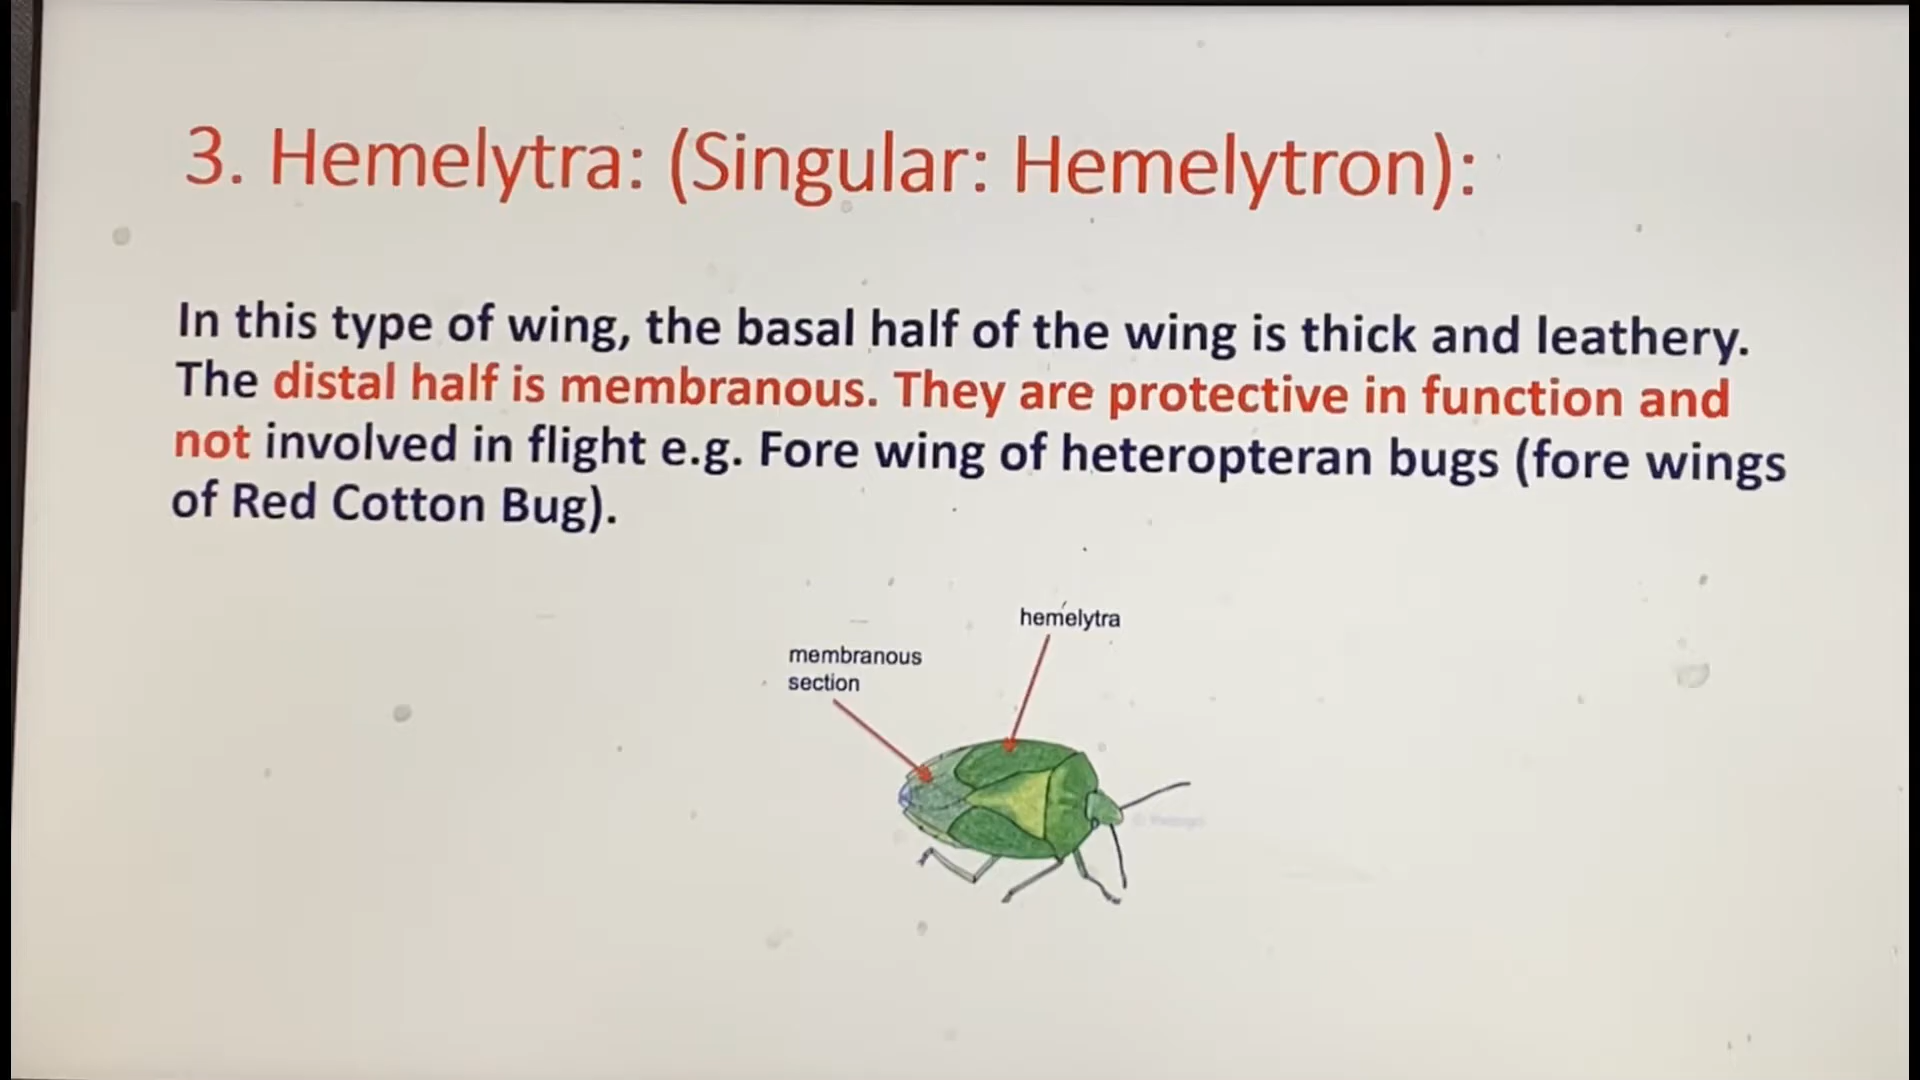 3. Hemelytra: (Singular: Hemelytron):
In this type of wing, the basal half of the wing is thick and leathery.
The distal half is membranous. They are protective in function and
not involved in flight e.g. Fore wing of heteropteran bugs (fore wings
of Red Cotton Bug).
hemelytra
membranous
section